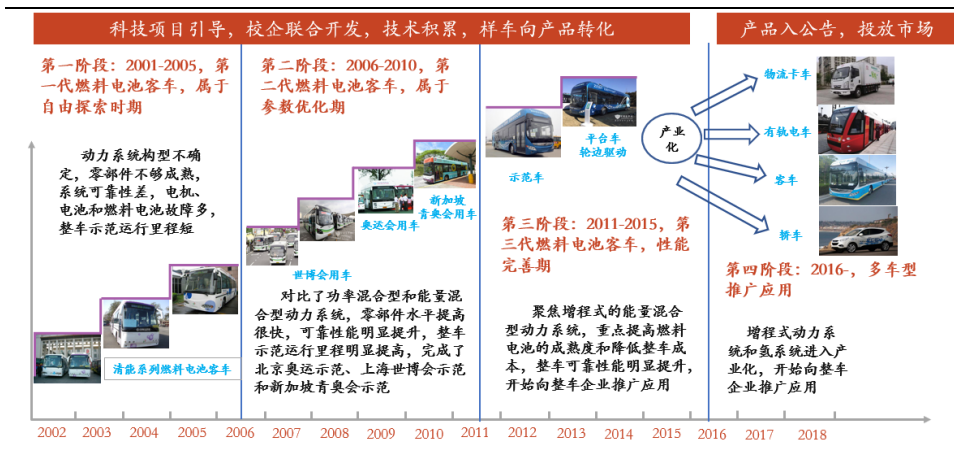 科技项目引导，校企联合开发，技术积累，样车向产品转化
产品入公告，投放市场
第一阶段：2001-2005，第
一代燃料电池客车，属于
自由探索时期
动力系统构型不确
定，零部件不够成熟，
系统可靠性差，电机、
电池和燃料电池故障多，
整车示范运行里程短
清能系列燃料电池客车
第二阶段：2006-2010，第
二代燃料电池客车，属于
参数优化期
世博会用车
奥运会用车
新加坡
青奥会用车
对比了功率混合型和能量混
合型动力系统，零部件水平提高
很快，可靠性能明显提升，整车
示范运行里程明显提高，完成了
北京奥运示范、上海世博会示范
和新加坡青奥会示范
示范车
平台车
轮边驱动
产业
化
第三阶段：2011-2015，第
三代燃料电池客车，性能
完善期
聚焦增程式的能量混合
型动力系统，重点提高燃料
电池的成熟度和降低整车成
本，整车可靠性能明显提升，
开始向整车企业推广应用
物流卡车
有轨电车
客车
轿车
第四阶段：2016-，多车型
推广应用
增程式动力系
统和氢系统进入产
业化，开始向整车
企业推广应用
2002 2003 2004 2005 2006 2007 2008 2009 2010 2011 2012 2013 2014 2015 2016 2017 2018